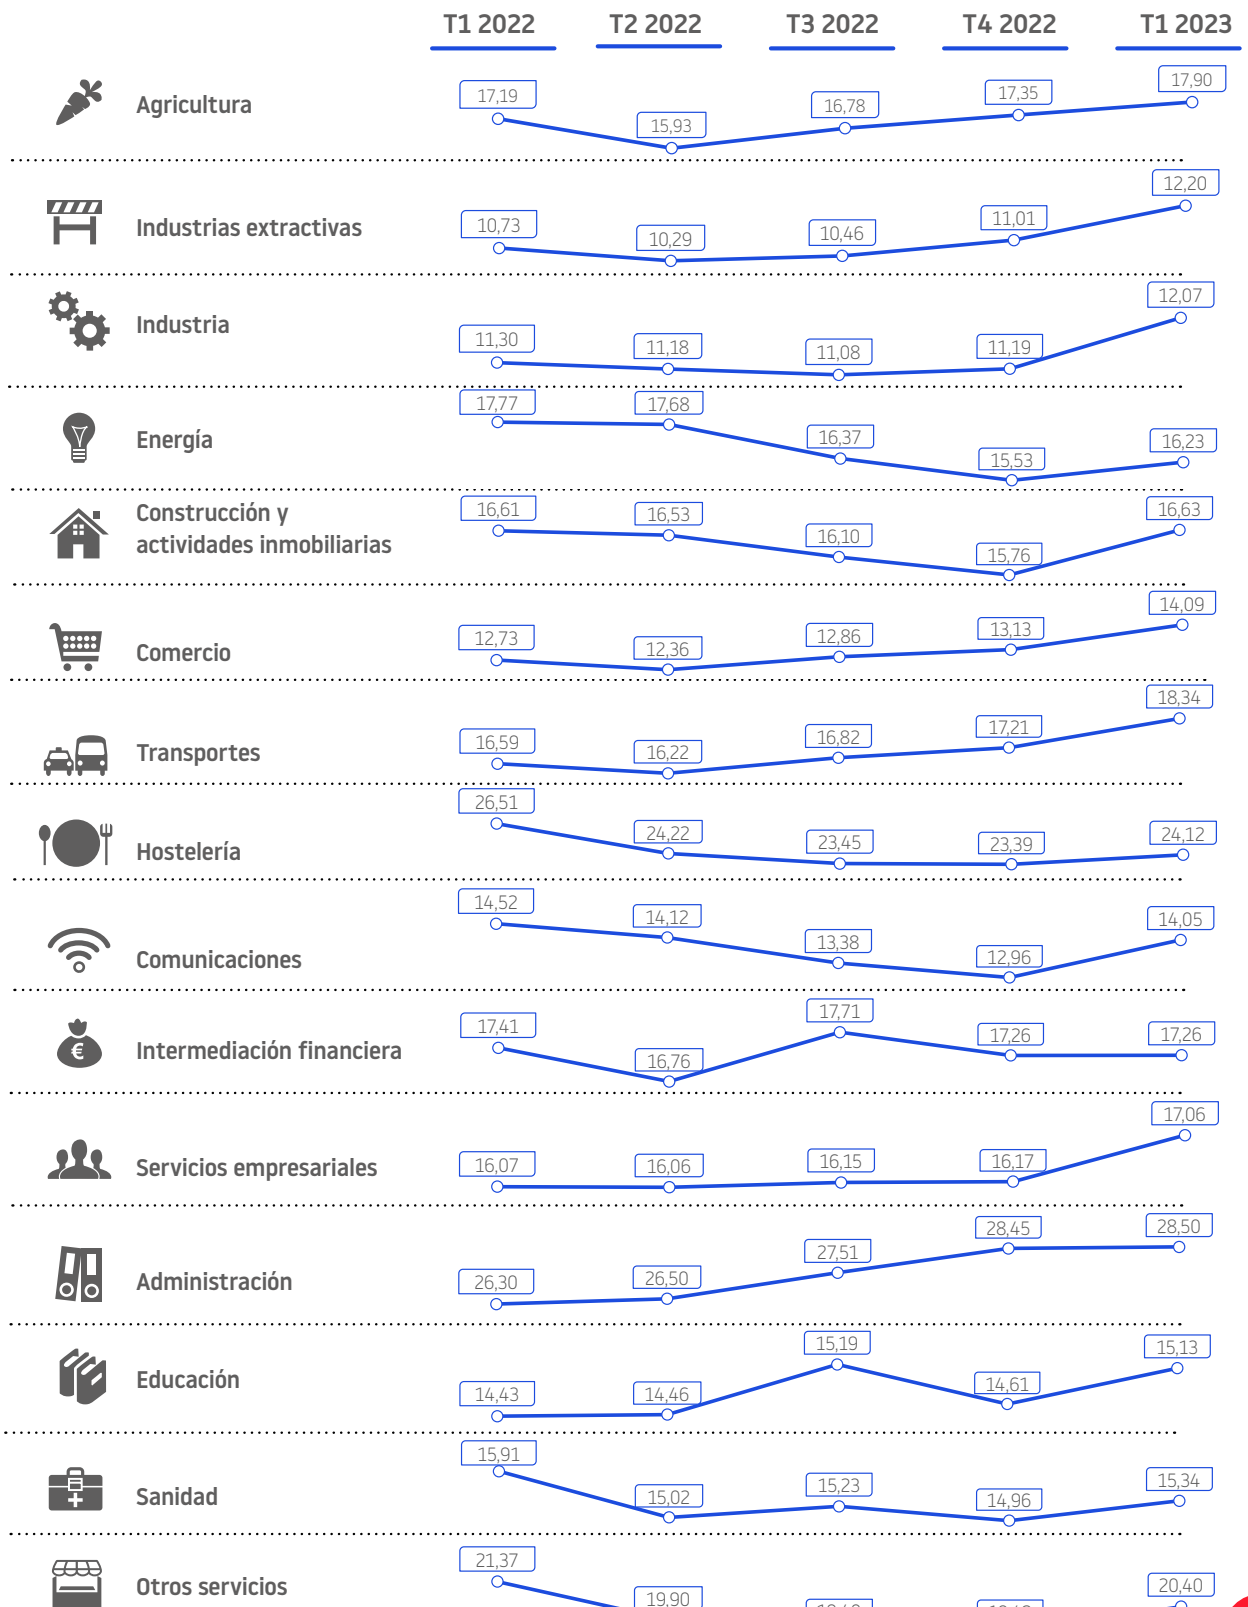 T1 2022 T2 2022 T3 2022 T4 2022 T1 2023
Agricultura 17,19 15,93 16,78 17,35 17,90
Industrias extractivas 10,73 10,29 10,46 11,01 12,20
Industria 11,30 11,18 11,08 11,19 12,07
Energía 17,77 17,68 16,37 15,53 16,23
Construcción y
actividades inmobiliarias 16,61 16,53 16,10 15,76 16,63
Comercio 12,73 12,36 12,86 13,13 14,09
Transportes 16,59 16,22 16,82 17,21 18,34
Hostelería 26,51 24,22 23,45 23,39 24,12
Comunicaciones 14,52 14,12 13,38 12,96 14,05
Intermediación financiera 17,41 16,76 17,71 17,26 17,26
€
Servicios empresariales 16,07 16,06 16,15 16,17 17,06
Administración 26,30 26,50 27,51 28,45 28,50
Educación 14,43 14,46 15,19 14,61 15,13
Sanidad 15,91 15,02 15,23 14,96 15,34
Otros servicios 21,37 19,90 20,40